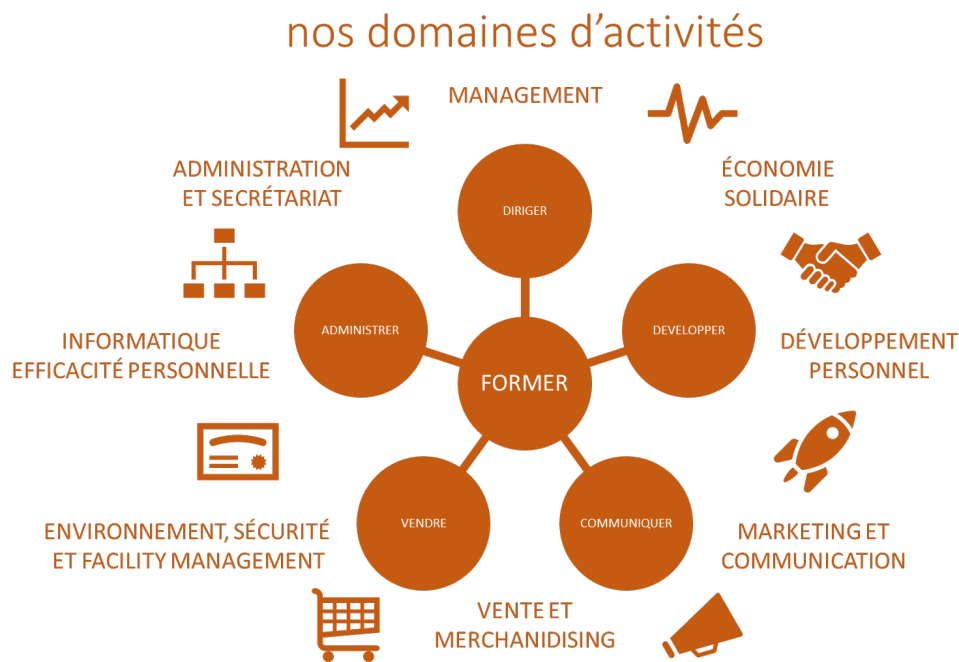 nos domaines d'activités
MANAGEMENT
ADMINISTRATION
ET SECRÉTARIAT
ÉCONOMIE
SOLIDAIRE
DIRIGER
INFORMATIQUE
EFFICACITÉ PERSONNELLE
ADMINISTRER
DEVELOPPER
DÉVELOPPEMENT
PERSONNEL
FORMER
ENVIRONNEMENT, SÉCURITÉ
ET FACILITY MANAGEMENT
VENDRE
COMMUNIQUER
MARKETING ET
COMMUNICATION
VENTE ET
MERCHANIDISING